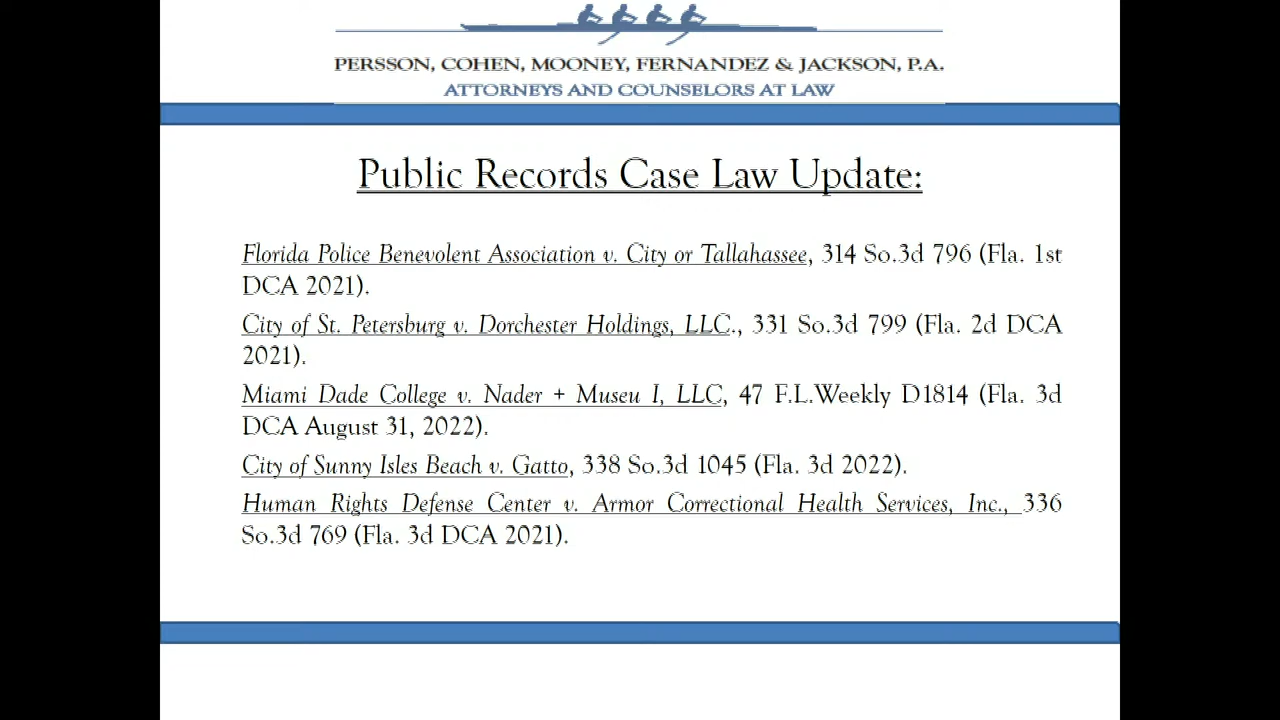 PERSSON, COHEN, MOONEY, FERNANDEZ & JACKSON, P.A.
ATTORNEYS AND COUNSELORS AT LAW
Public Records Case Law Update:
Florida Police Benevolent Association v. City or Tallahassee, 314 So.3d 796 (Fla. 1st
DCA 2021).
City of St. Petersburg v. Dorchester Holdings, LLC., 331 So.3d 799 (Fla. 2d DCA
2021).
Miami Dade College v. Nader + Museu I, LLC, 47 F.L.Weekly D1814 (Fla. 3d
DCA August 31, 2022).
City of Sunny Isles Beach v. Gatto, 338 So.3d 1045 (Fla. 3d 2022).
Human Rights Defense Center v. Armor Correctional Health Services, Inc., 336
So.3d 769 (Fla. 3d DCA 2021).